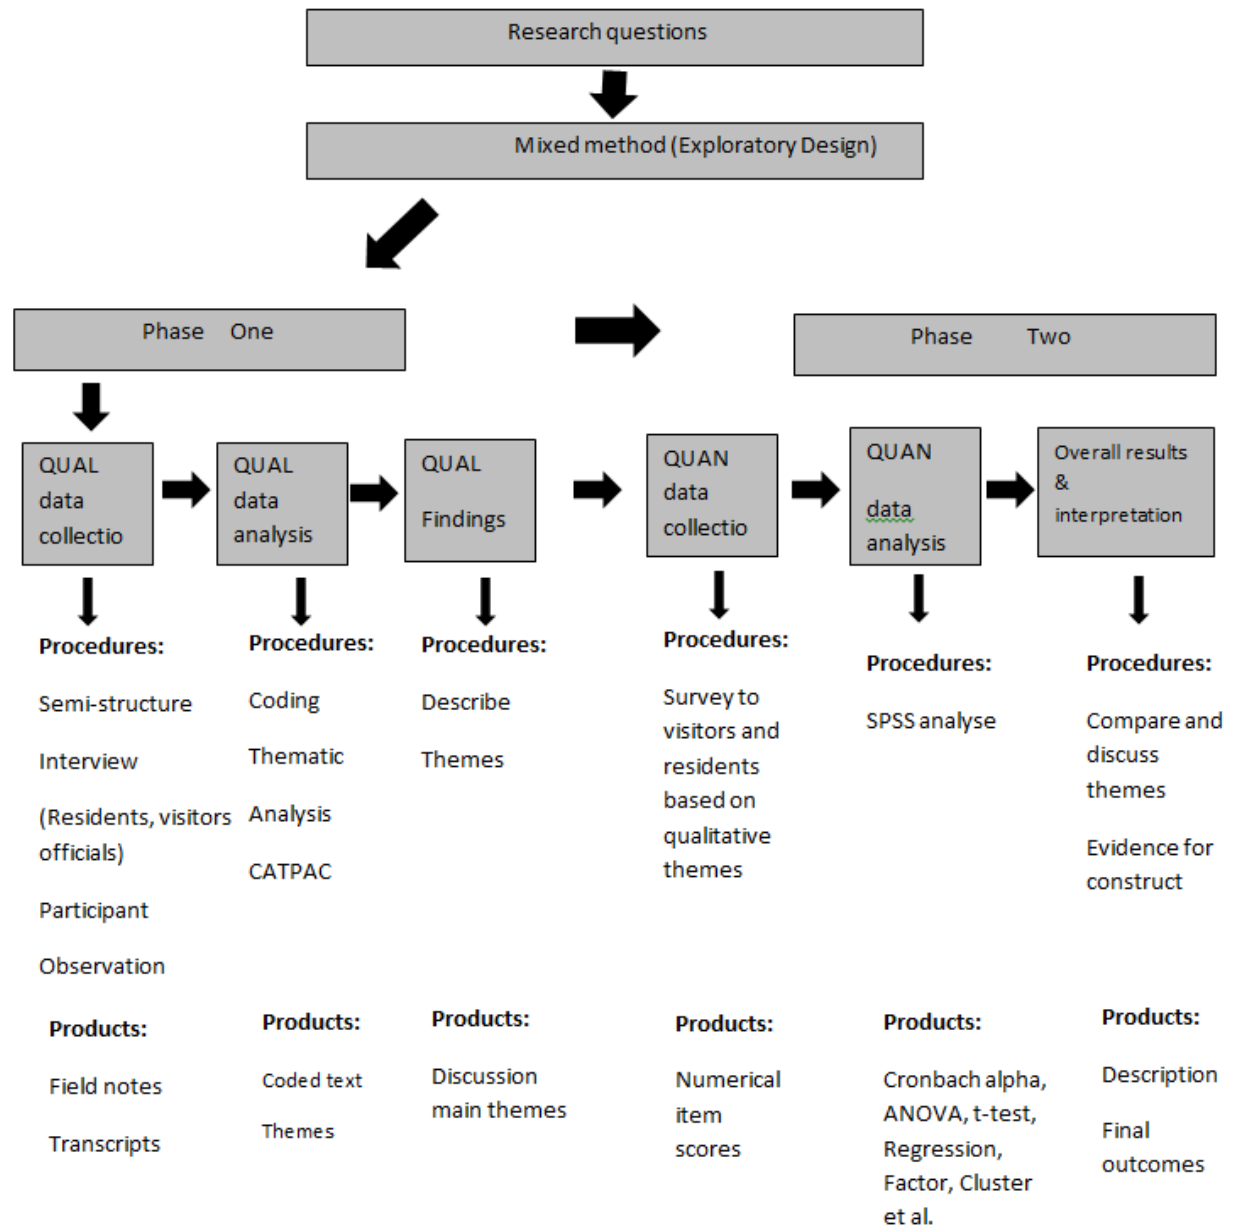 Research questions
Mixed method (Exploratory Design)
Phase One
Phase Two
QUAL
data
collectio
QUAL
data
analysis
QUAL
Findings
QUAN
data
collectio
QUAN
data
analysis
Overall results
&
interpretation
Procedures:
Semi-structure
Interview
(Residents, visitors
officials)
Participant
Observation
Procedures:
Coding
Thematic
Analysis
CATPAC
Procedures:
Describe
Themes
Procedures:
Survey to
visitors and
residents
based on
qualitative
themes
Procedures:
SPSS analyse
Procedures:
Compare and
discuss
themes
Evidence for
construct
Products:
Field notes
Transcripts
Products:
Coded text
Themes
Products:
Discussion
main themes
Products:
Numerical
item
scores
Products:
Cronbach alpha,
ANOVA, t-test,
Regression,
Factor, Cluster
et al.
Products:
Description
Final
outcomes